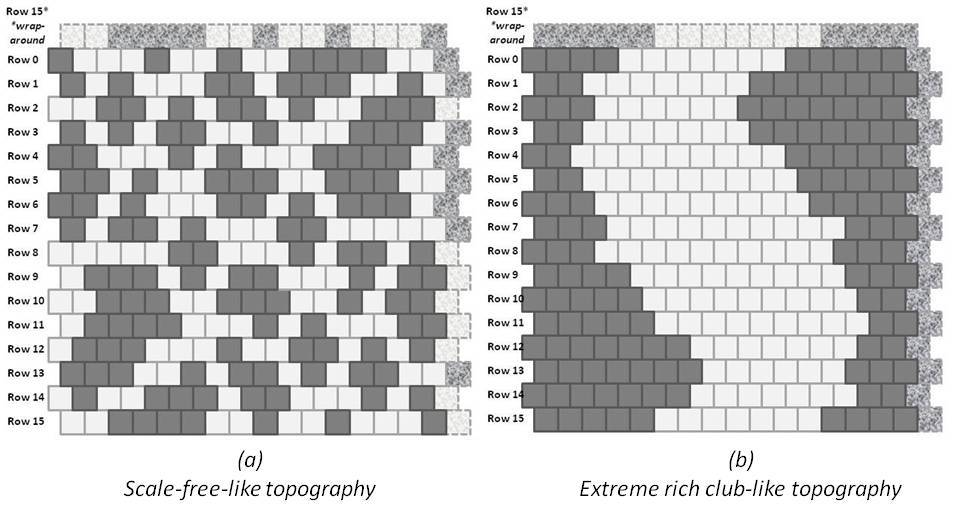 Row 15*
*wrap-
around
Row 0
Row 1
Row 2
Row 3
Row 4
Row 5
Row 6
Row 7
Row 8
Row 9
Row 10
Row 11
Row 12
Row 13
Row 14
Row 15
(a)
Scale-free-like topography
Row 15*
*wrap-
around
Row 0
Row 1
Row 2
Row 3
Row 4
Row 5
Row 6
Row 7
Row 8
Row 9
Row 10
Row 11
Row 12
Row 13
Row 14
Row 15
(b)
Extreme rich club-like topography